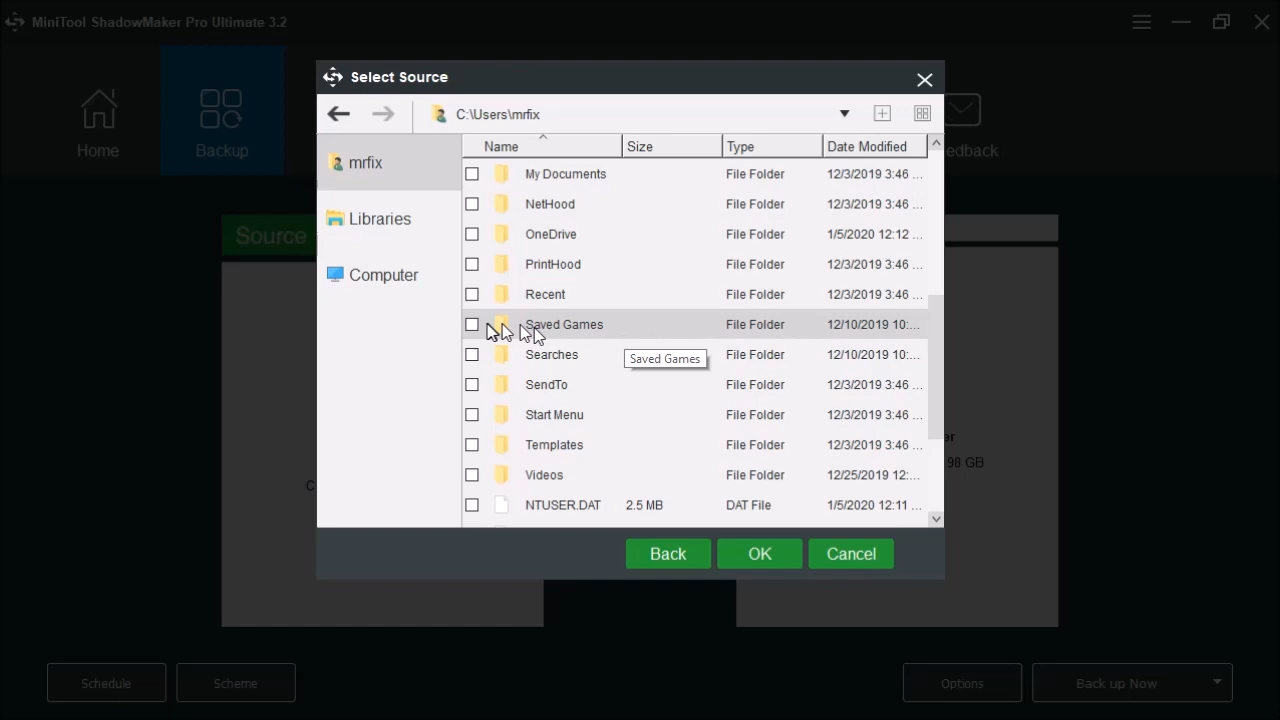 MiniTool ShadowMaker Pro Ultimate 3.2
Home
Backup
edback
Select Source
C:\Users\mrfix
mrfix
Libraries
Computer
Name Size Type Date Modified
My Documents File Folder 12/3/2019 3:46 ...
NetHood File Folder 12/3/2019 3:46 ...
OneDrive File Folder 1/5/2020 12:12 ...
PrintHood File Folder 12/3/2019 3:46 ...
Recent File Folder 12/3/2019 3:46 ...
Saved Games File Folder 12/10/2019 10:...
Searches File Folder 12/10/2019 10:...
Saved Games
SendTo File Folder 12/3/2019 3:46 ...
Start Menu File Folder 12/3/2019 3:46 ...
Templates File Folder 12/3/2019 3:46 ...
Videos File Folder 12/25/2019 12:...
NTUSER.DAT 2.5 MB DAT File 1/5/2020 12:11 ...
Back OK Cancel
Source
C
er
98 GB
Schedule Scheme Options Back up Now